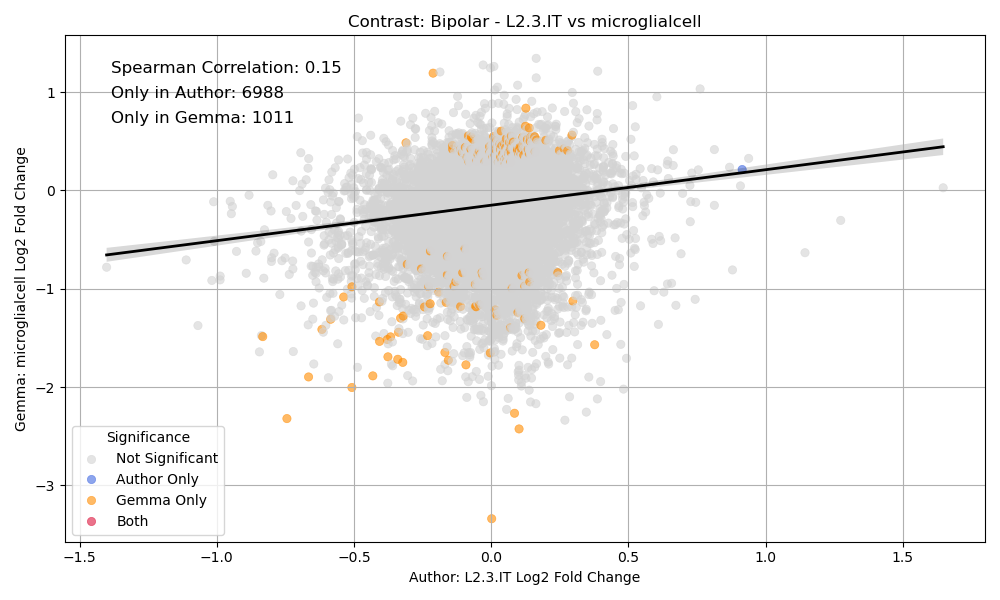 Contrast: Bipolar - L2.3.IT vs microglialcell
Spearman Correlation: 0.15
Only in Author: 6988
Only in Gemma: 1011
Gemma: microglialcell Log2 Fold Change
1
0
−1
−2
−3
Significance
Not Significant
Author Only
Gemma Only
Both
−1.5 −1.0 −0.5 0.0 0.5 1.0 1.5
Author: L2.3.IT Log2 Fold Change